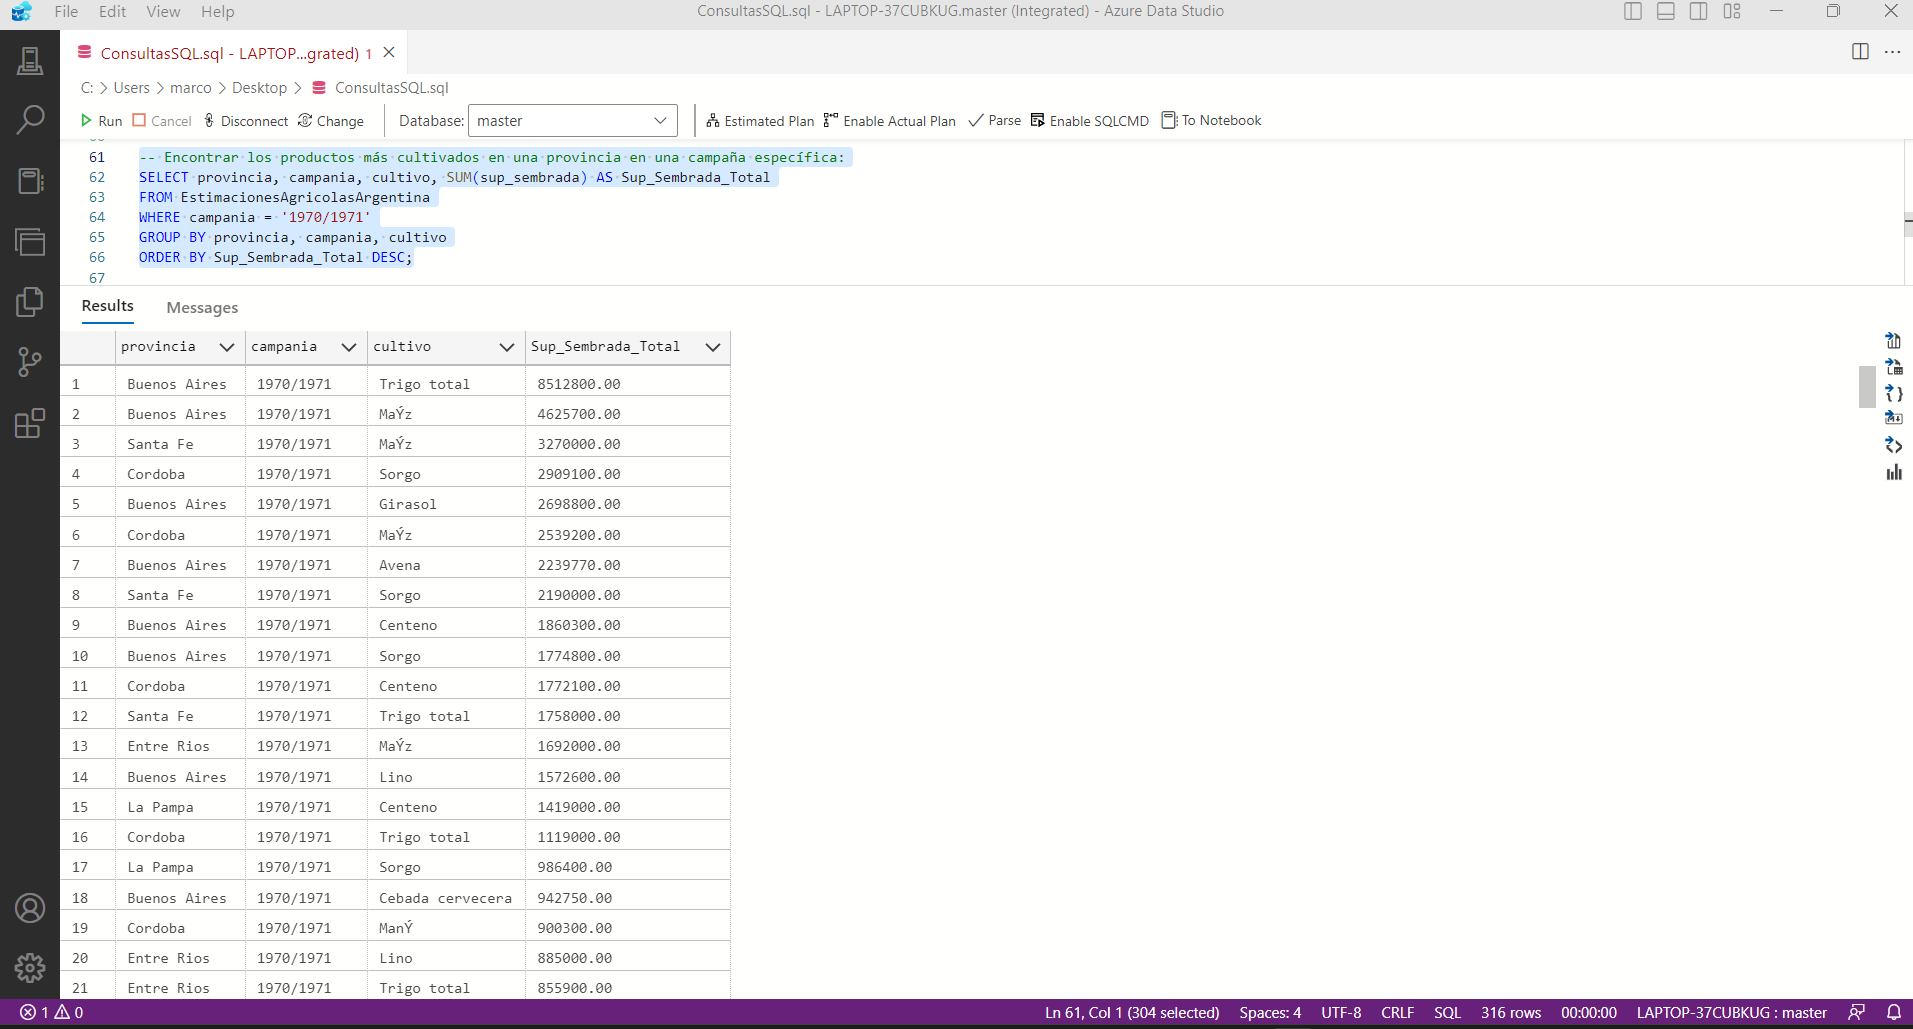 File Edit View Help ConsultasSQL.sql - LAPTOP-37CUBKUG.master (Integrated) - Azure Data Studio
ConsultasSQL.sql - LAPTOP...grated) 1
C: > Users > marco > Desktop > ConsultasSQL.sql
Run Cancel Disconnect Change Database: master Estimated Plan Enable Actual Plan Parse Enable SQLCMD To Notebook
61 -- Encontrar los productos más cultivados en una provincia en una campaña específica:
62 SELECT provincia, campania, cultivo, SUM(sup_sembrada) AS Sup_Sembrada_Total
63 FROM EstimacionesAgricolasArgentina
64 WHERE campania = '1970/1971'
65 GROUP BY provincia, campania, cultivo
66 ORDER BY Sup_Sembrada_Total DESC;
67
Results Messages
provincia campania cultivo Sup_Sembrada_Total
1 Buenos Aires 1970/1971 Trigo total 8512800.00
2 Buenos Aires 1970/1971 MaÝz 4625700.00
3 Santa Fe 1970/1971 MaÝz 3270000.00
4 Cordoba 1970/1971 Sorgo 2909100.00
5 Buenos Aires 1970/1971 Girasol 2698800.00
6 Cordoba 1970/1971 MaÝz 2539200.00
7 Buenos Aires 1970/1971 Avena 2239770.00
8 Santa Fe 1970/1971 Sorgo 2190000.00
9 Buenos Aires 1970/1971 Centeno 1860300.00
10 Buenos Aires 1970/1971 Sorgo 1774800.00
11 Cordoba 1970/1971 Centeno 1772100.00
12 Santa Fe 1970/1971 Trigo total 1758000.00
13 Entre Rios 1970/1971 MaÝz 1692000.00
14 Buenos Aires 1970/1971 Lino 1572600.00
15 La Pampa 1970/1971 Centeno 1419000.00
16 Cordoba 1970/1971 Trigo total 1119000.00
17 La Pampa 1970/1971 Sorgo 986400.00
18 Buenos Aires 1970/1971 Cebada cervecera 942750.00
19 Cordoba 1970/1971 ManÝ 900300.00
20 Entre Rios 1970/1971 Lino 885000.00
21 Entre Rios 1970/1971 Trigo total 855900.00
1 0 Ln 61, Col 1 (304 selected) Spaces: 4 UTF-8 CRLF SQL 316 rows 00:00:00 LAPTOP-37CUBKUG : master